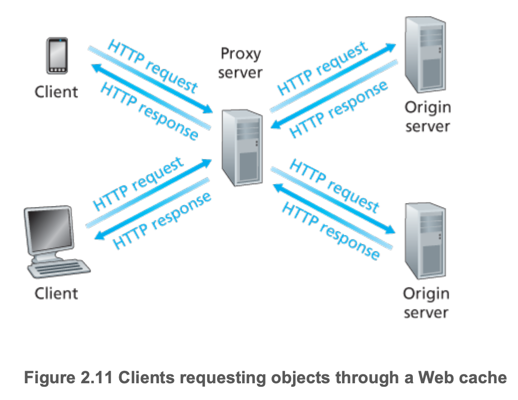 Client
HTTP request
HTTP response
Proxy
server
HTTP request
HTTP response
Origin
server
Client
HTTP request
HTTP response
HTTP request
HTTP response
Origin
server
Figure 2.11 Clients requesting objects through a Web cache